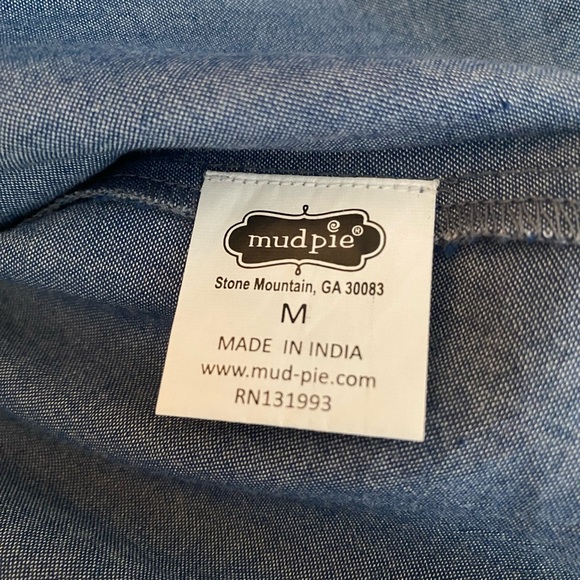 mudpie®
Stone Mountain, GA 30083
M
MADE IN INDIA
www.mud-pie.com
RN131993